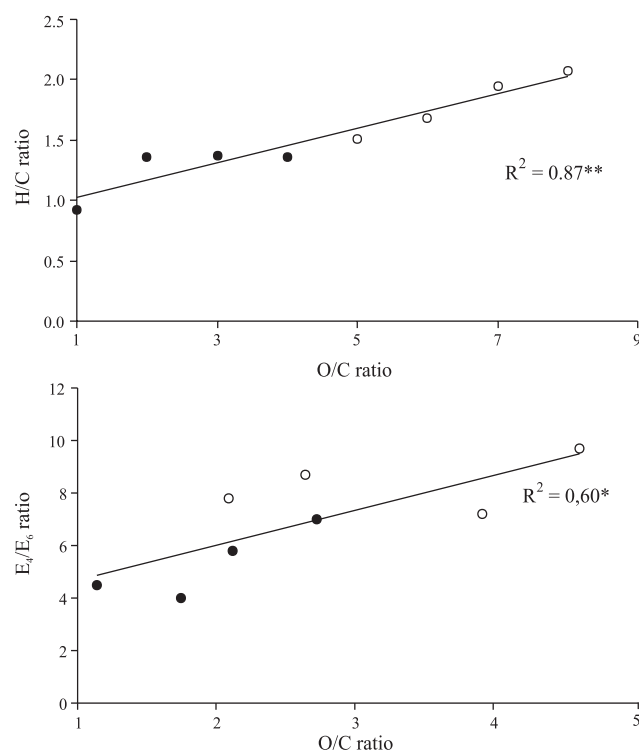 2.5
2.0
1.5
1.0
0.5
0.0
H/C ratio
R² = 0.87**
1 3 5 7 9
O/C ratio
12
10
8
6
4
2
0
E₄/E₆ ratio
R² = 0,60*
1 2 3 4 5
O/C ratio